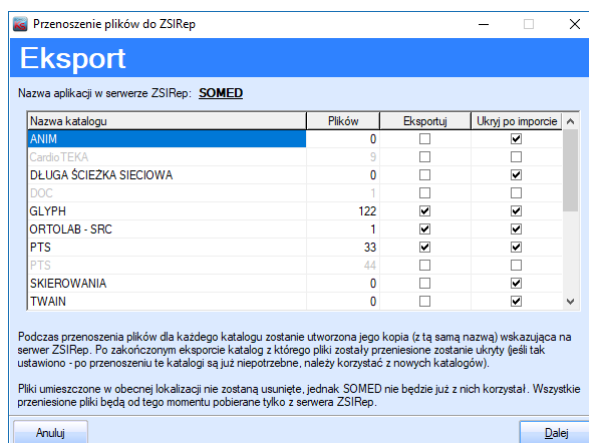 Przenoszenie plików do ZSIRep
Eksport
Nazwa aplikacji w serwerze ZSIRep: SOMED
Nazwa katalogu Plików Eksportuj Ukryj po imporcie
ANIM 0
CardioTEKA 9
DŁUGA ŚCIEŻKA SIECIOWA 0
DOC 1
GLYPH 122
ORTOLAB - SRC 1
PTS 33
PTS 44
SKIEROWANIA 0
TWAIN 0
Podczas przenoszenia plików dla każdego katalogu zostanie utworzona jego kopia (z tą samą nazwą) wskazująca na
serwer ZSIRep. Po zakończonym eksporcie katalog z którego pliki zostały przeniesione zostanie ukryty (jeśli tak
ustawiono - po przenoszeniu te katalogi są już niepotrzebne, należy korzystać z nowych katalogów).
Pliki umieszczone w obecnej lokalizacji nie zostaną usunięte, jednak SOMED nie będzie już z nich korzystał. Wszystkie
przeniesione pliki będą od tego momentu pobierane tylko z serwera ZSIRep.
Anuluj Dalej